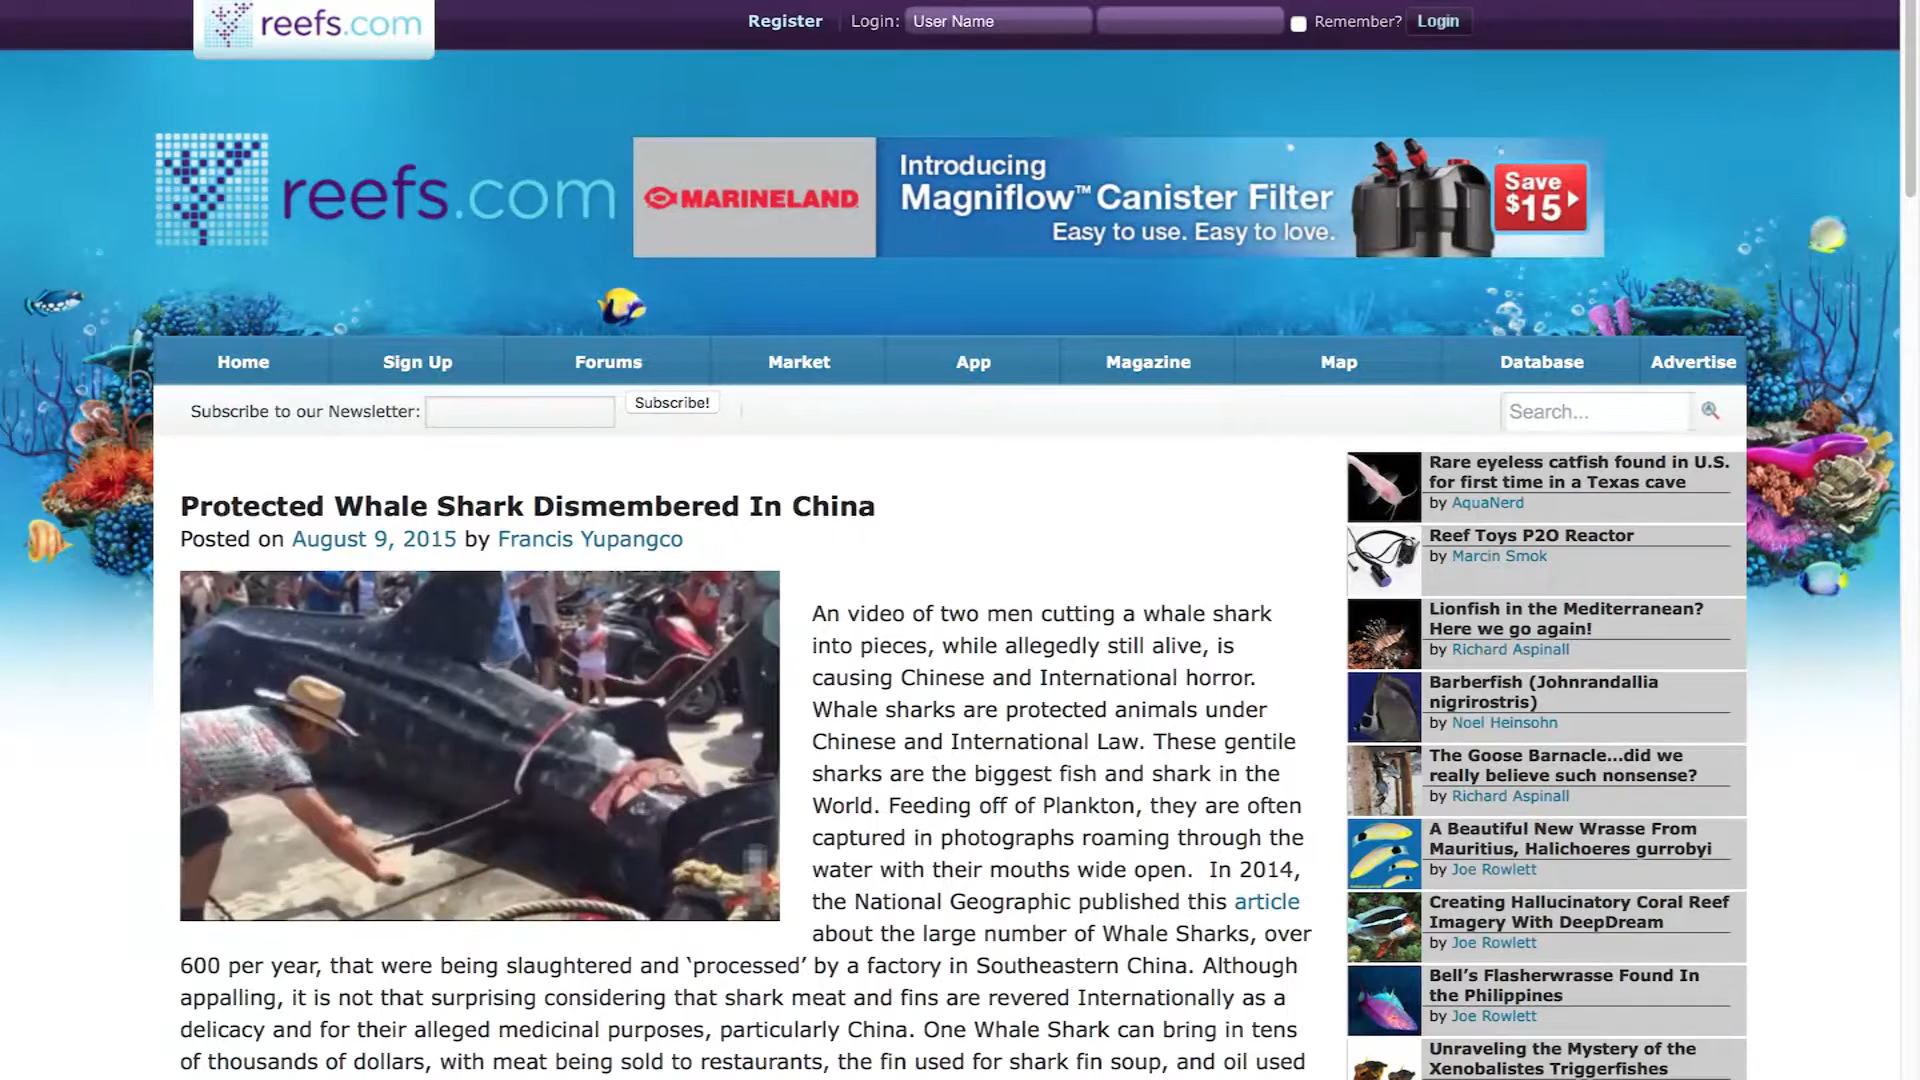 reefs.com
Register
Login:
User Name
Remember?
Login
reefs.com
MARINELAND
Introducing
Magniflow™ Canister Filter
Easy to use. Easy to love.
Save
$15
Home
Sign Up
Forums
Market
App
Magazine
Map
Database
Advertise
Subscribe to our Newsletter:
Subscribe!
Search...
Protected Whale Shark Dismembered In China
Posted on August 9, 2015 by Francis Yupangco
An video of two men cutting a whale shark
into pieces, while allegedly still alive, is
causing Chinese and International horror.
Whale sharks are protected animals under
Chinese and International Law. These gentile
sharks are the biggest fish and shark in the
World. Feeding off of Plankton, they are often
captured in photographs roaming through the
water with their mouths wide open. In 2014,
the National Geographic published this article
about the large number of Whale Sharks, over
600 per year, that were being slaughtered and ‘processed’ by a factory in Southeastern China. Although
appalling, it is not that surprising considering that shark meat and fins are revered Internationally as a
delicacy and for their alleged medicinal purposes, particularly China. One Whale Shark can bring in tens
of thousands of dollars, with meat being sold to restaurants, the fin used for shark fin soup, and oil used
Rare eyeless catfish found in U.S.
for first time in a Texas cave
by AquaNerd
Reef Toys P2O Reactor
by Marcin Smok
Lionfish in the Mediterranean?
Here we go again!
by Richard Aspinall
Barberfish (Johnrandallia
nigrirostris)
by Noel Heinsohn
The Goose Barnacle...did we
really believe such nonsense?
by Richard Aspinall
A Beautiful New Wrasse From
Mauritius, Halichoeres gurrobyi
by Joe Rowlett
Creating Hallucinatory Coral Reef
Imagery With DeepDream
by Joe Rowlett
Bell’s Flasherwrasse Found In
the Philippines
by Joe Rowlett
Unraveling the Mystery of the
Xenobalistes Triggerfishes